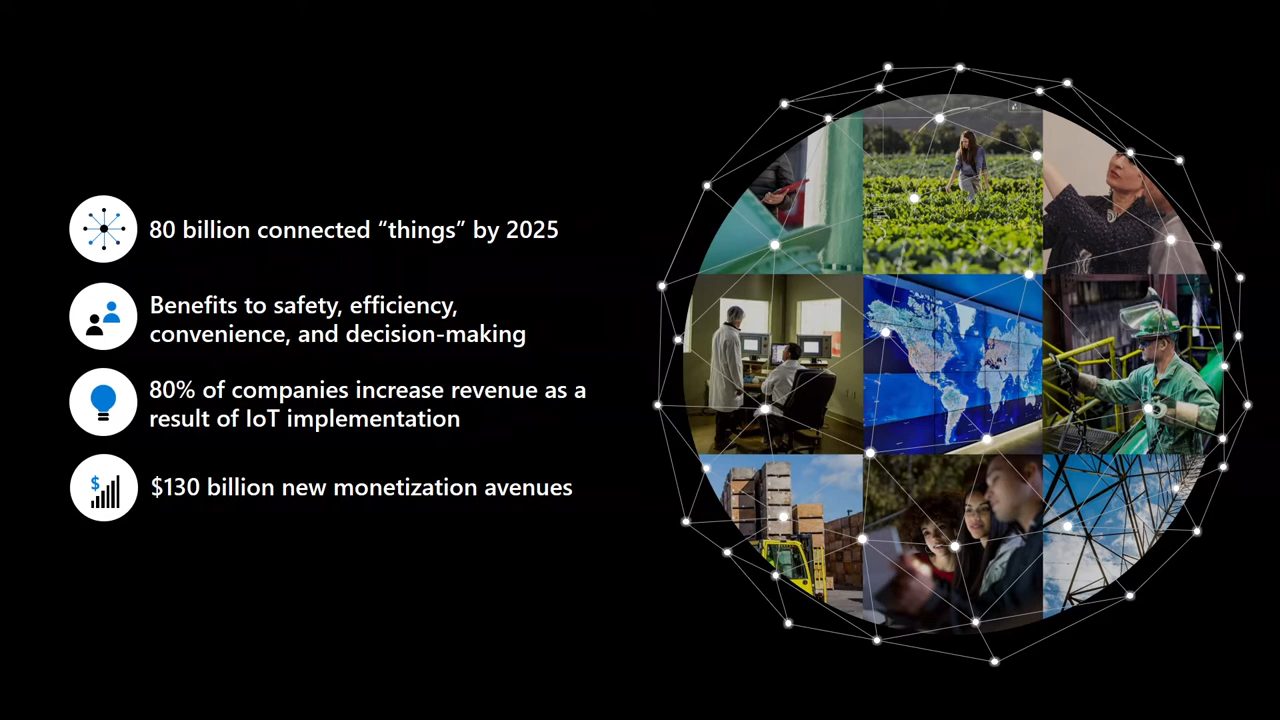 80 billion connected “things” by 2025
Benefits to safety, efficiency,
convenience, and decision-making
80% of companies increase revenue as a
result of IoT implementation
$
$130 billion new monetization avenues